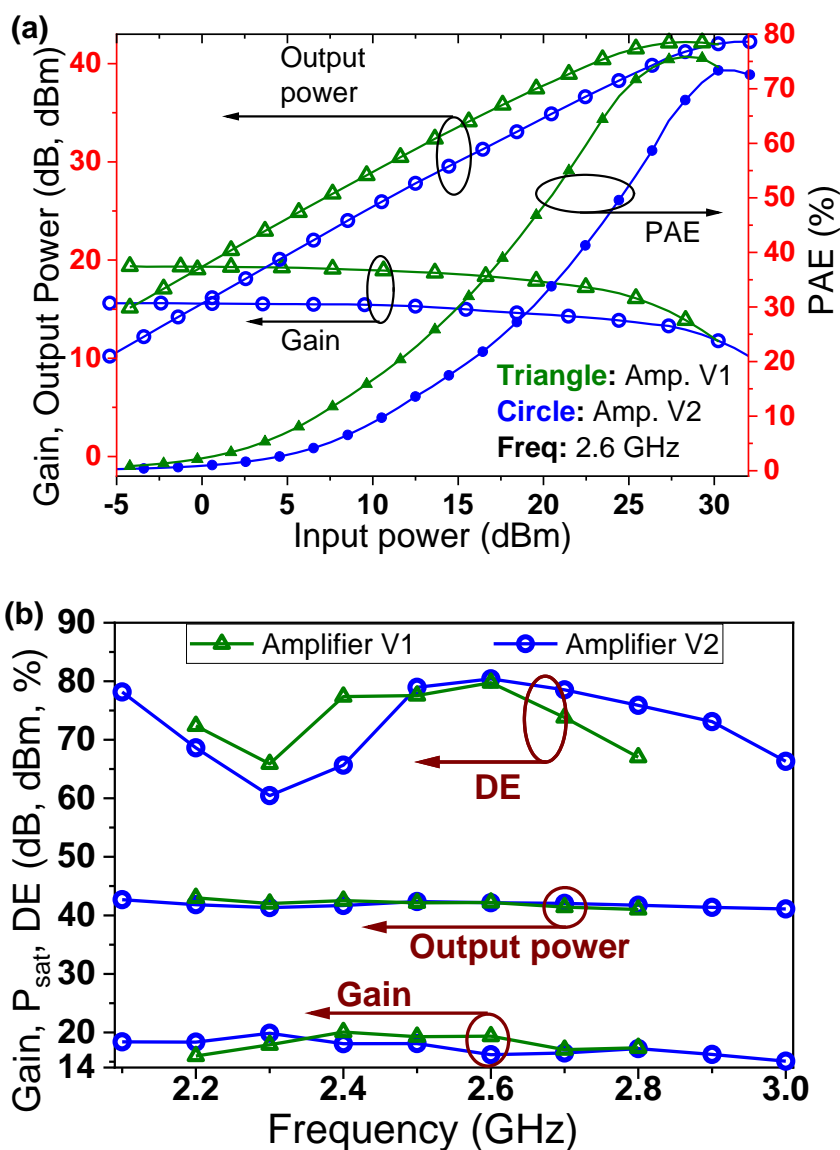 (a)
Gain, Output Power (dB, dBm)
40
30
20
10
0
Output
power
PAE
Gain
Triangle: Amp. V1
Circle: Amp. V2
Freq: 2.6 GHz
80
70
60
50
40
30
20
10
0
PAE (%)
-5 0 5 10 15 20 25 30
Input power (dBm)
(b)
Gain, Psat, DE (dB, dBm, %)
90
80
70
60
50
40
30
20
14
Amplifier V1 Amplifier V2
DE
Output power
Gain
2.2 2.4 2.6 2.8 3.0
Frequency (GHz)